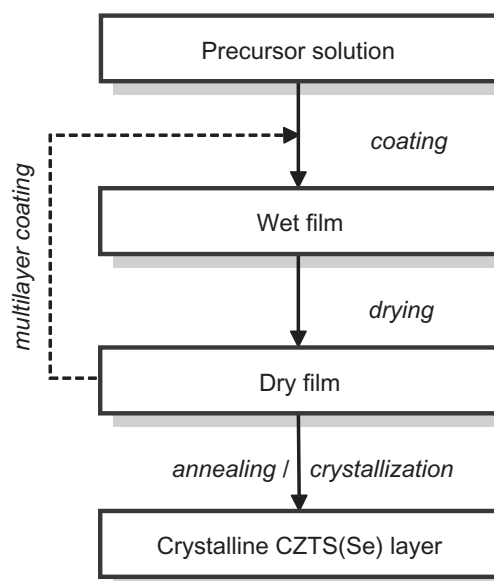 Precursor solution
coating
Wet film
drying
multilayer coating
Dry film
annealing / crystallization
Crystalline CZTS(Se) layer